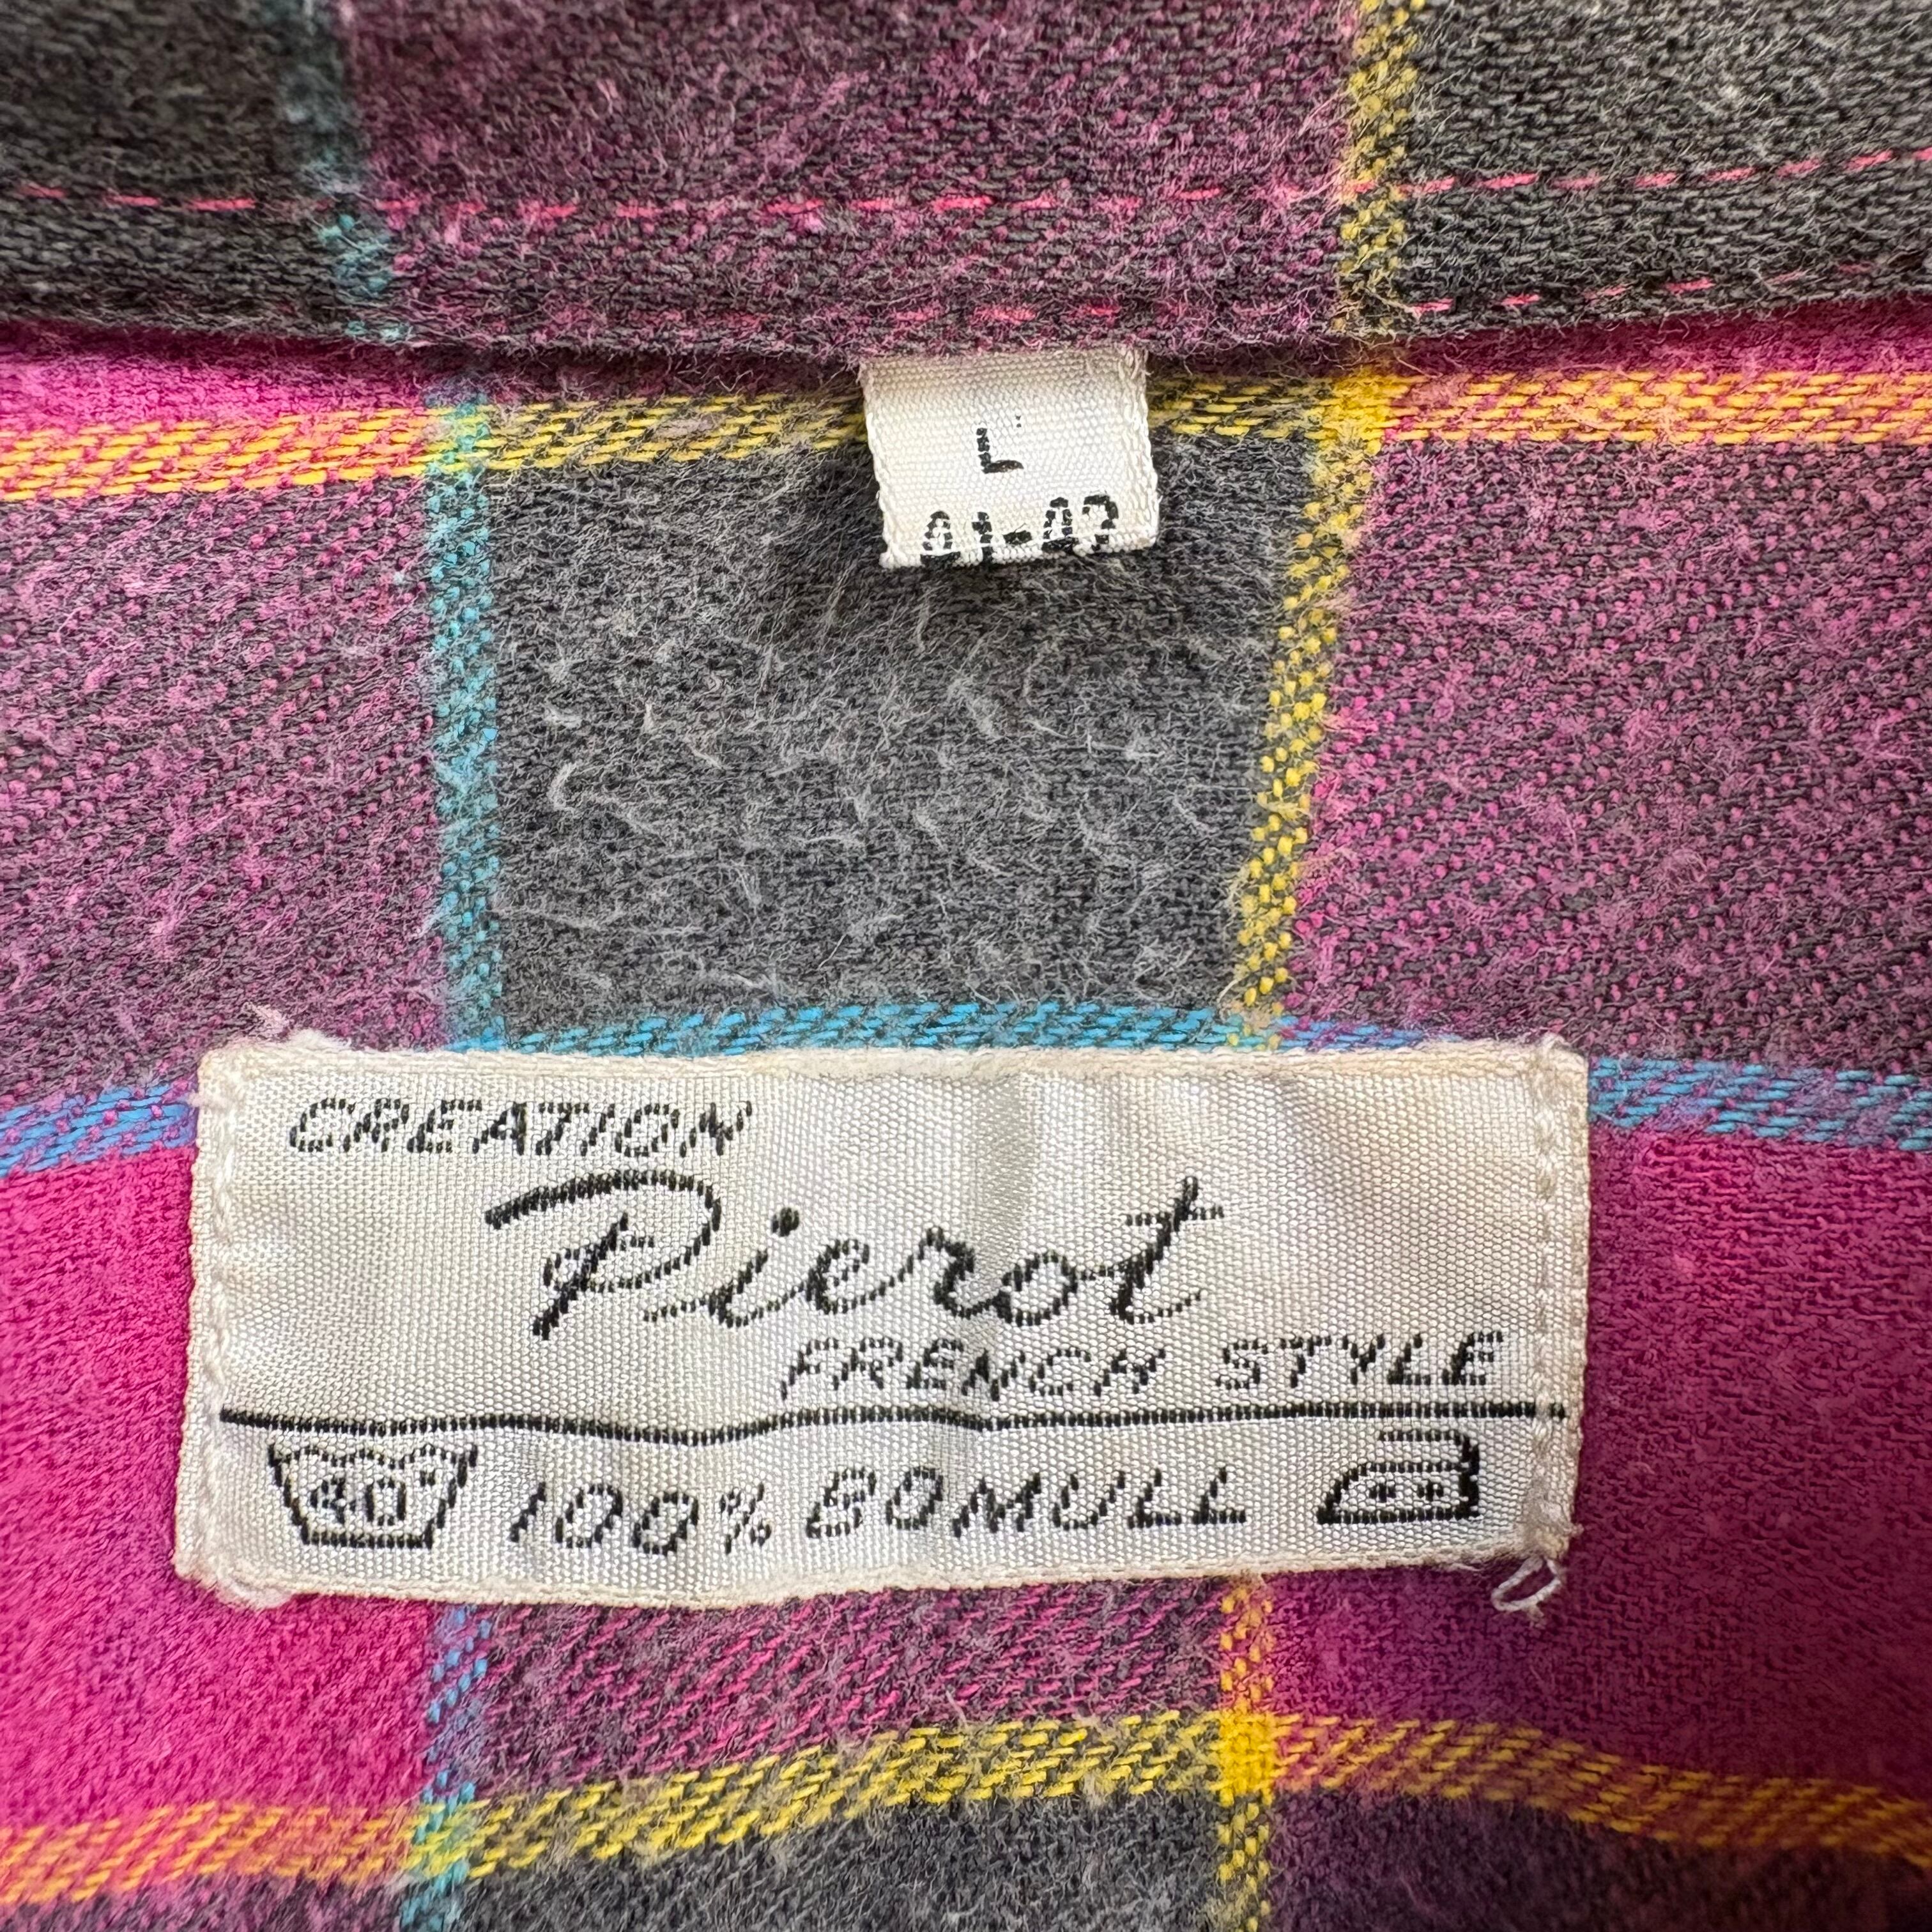 L
41-42
CREATION
Pierot
FRENCH STYLE
40° 100% BOMULL